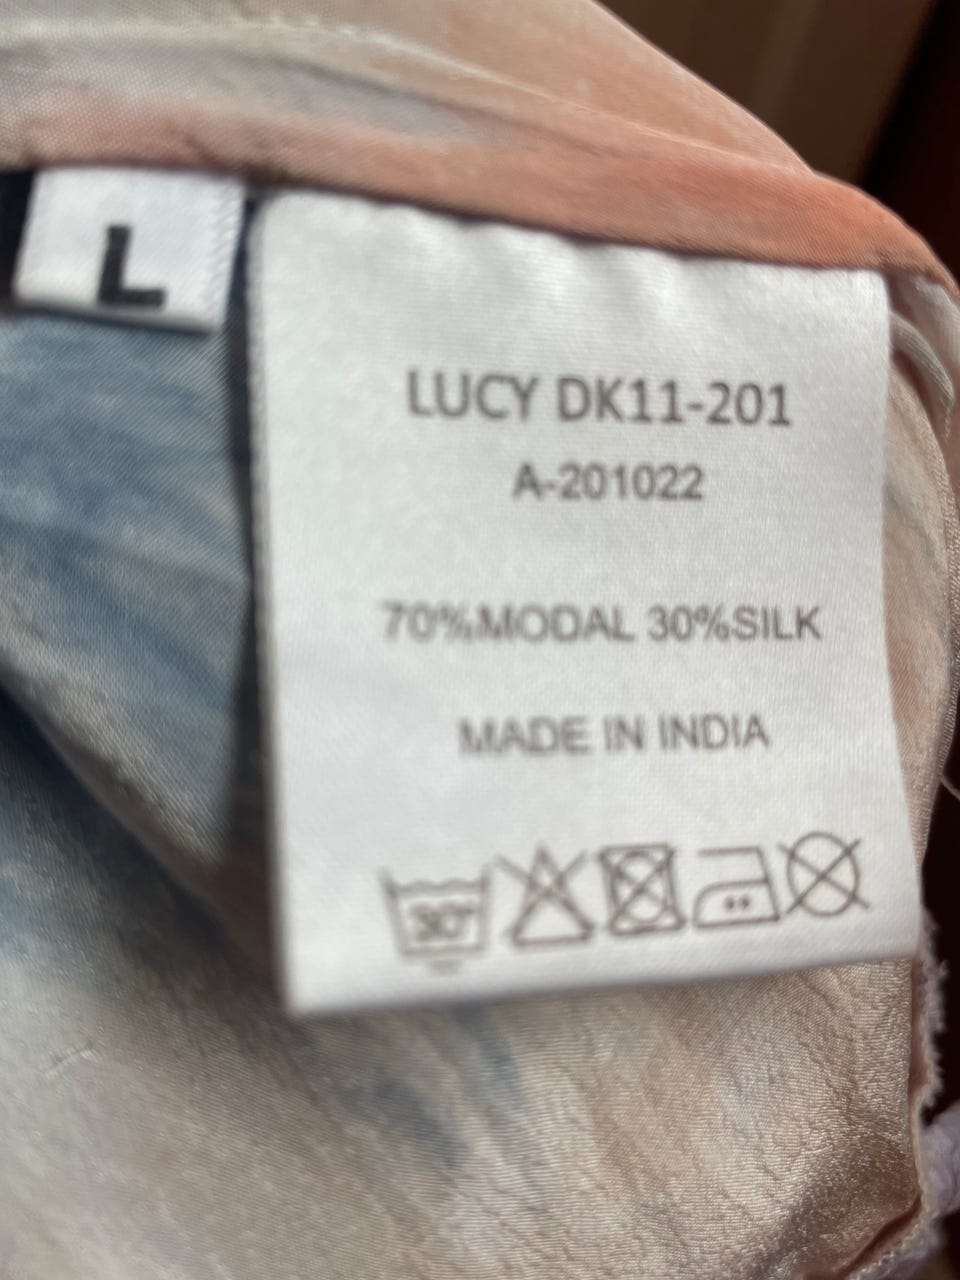 L
LUCY DK11-201
A-201022
70%MODAL 30%SILK
MADE IN INDIA
30°